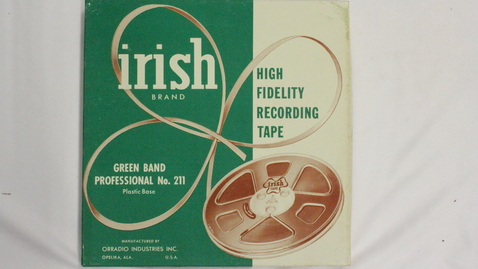 irish
BRAND
HIGH
FIDELITY
RECORDING
TAPE
GREEN BAND
PROFESSIONAL No. 211
Plastic Base
irish
MANUFACTURED BY
ORRADIO INDUSTRIES INC.
OPELIKA, ALA. U.S.A.